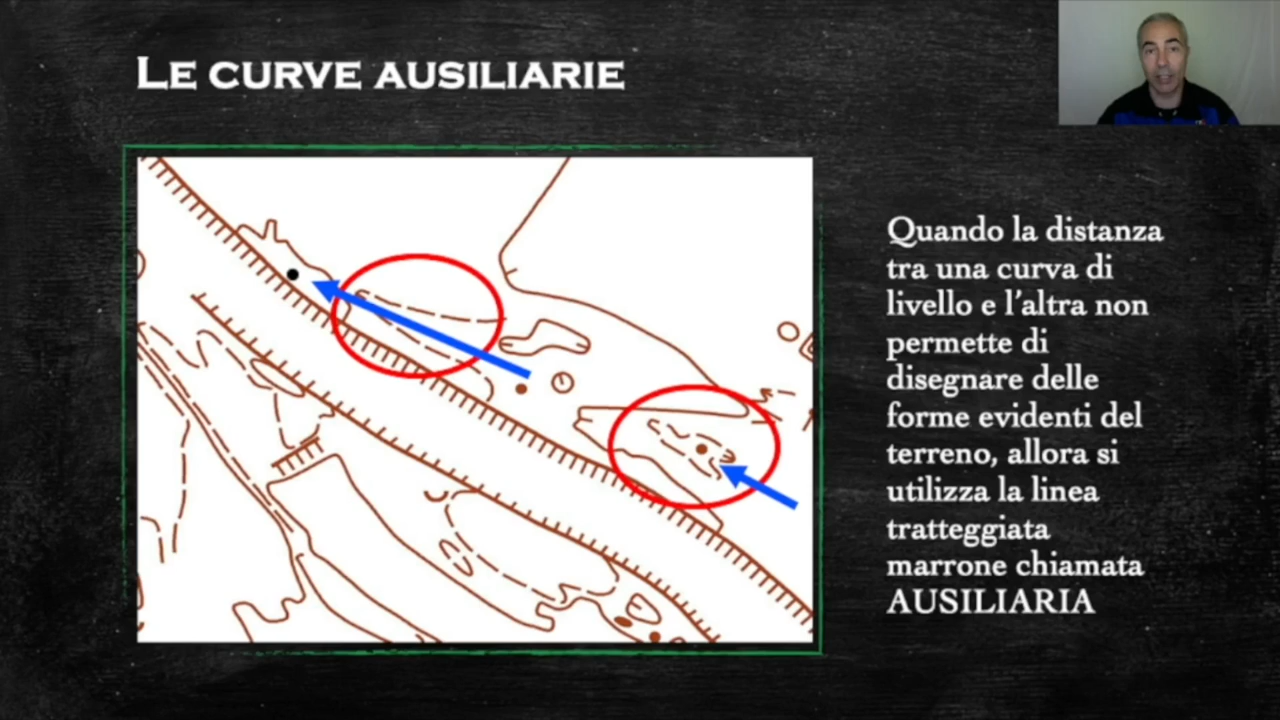 LE CURVE AUSILIARIE
Quando la distanza
tra una curva di
livello e l'altra non
permette di
disegnare delle
forme evidenti del
terreno, allora si
utilizza la linea
tratteggiata
marrone chiamata
AUSILIARIA